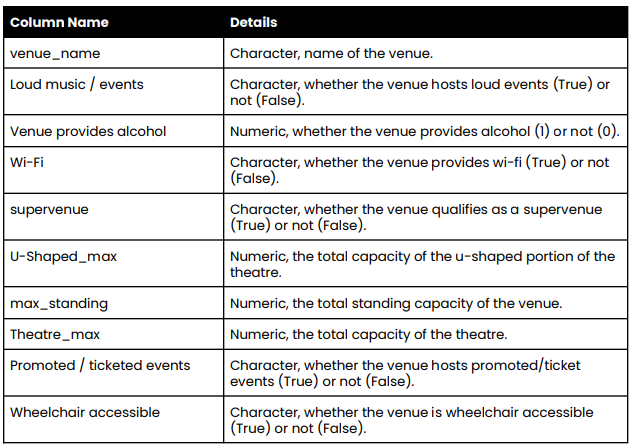 Column Name Details
venue_name Character, name of the venue.
Loud music / events Character, whether the venue hosts loud events (True) or
not (False).
Venue provides alcohol Numeric, whether the venue provides alcohol (1) or not (0).
Wi-Fi Character, whether the venue provides wi-fi (True) or not
(False).
supervenue Character, whether the venue qualifies as a supervenue
(True) or not (False).
U-Shaped_max Numeric, the total capacity of the u-shaped portion of the
theatre.
max_standing Numeric, the total standing capacity of the venue.
Theatre_max Numeric, the total capacity of the theatre.
Promoted / ticketed events Character, whether the venue hosts promoted/ticket
events (True) or not (False).
Wheelchair accessible Character, whether the venue is wheelchair accessible
(True) or not (False).